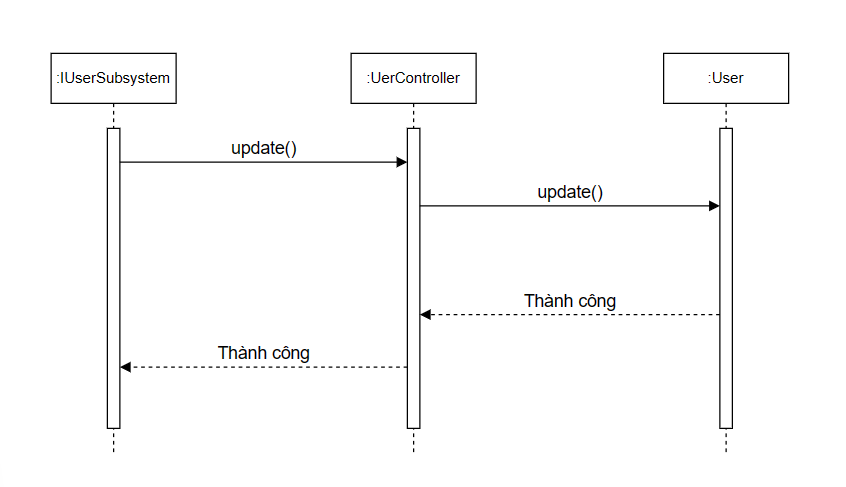 :IUserSubsystem
:UerController
:User
update()
update()
Thành công
Thành công